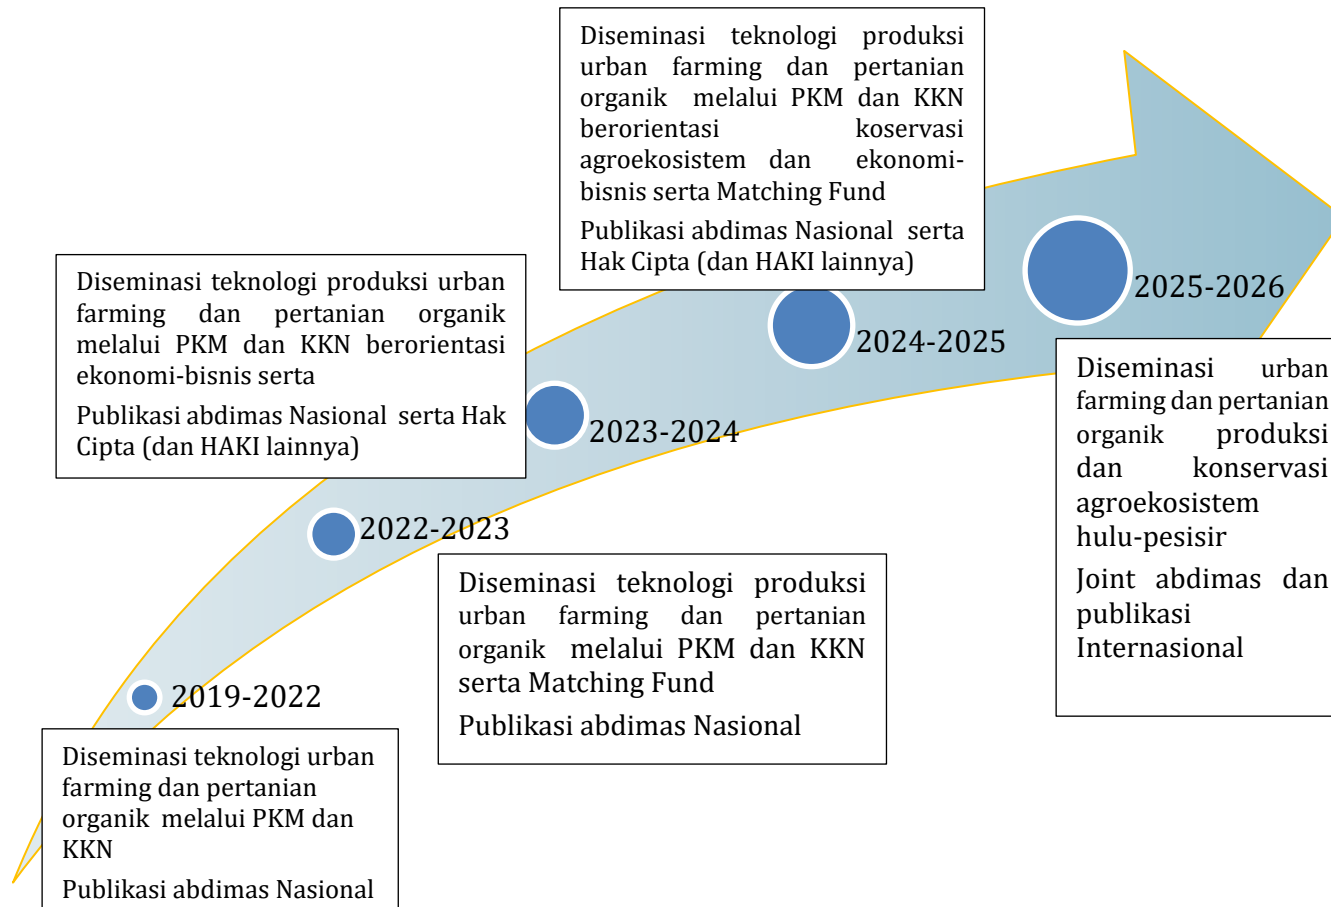 Diseminasi teknologi produksi
urban farming dan pertanian
organik melalui PKM dan KKN
berorientasi koservasi
agroekosistem dan ekonomi-
bisnis serta Matching Fund
Publikasi abdimas Nasional serta
Hak Cipta (dan HAKI lainnya)
Diseminasi teknologi produksi urban
farming dan pertanian organik
melalui PKM dan KKN berorientasi
ekonomi-bisnis serta
Publikasi abdimas Nasional serta Hak
Cipta (dan HAKI lainnya)
2025-2026
2024-2025
2023-2024
2022-2023
2019-2022
Diseminasi urban
farming dan pertanian
organik produksi
dan konservasi
agroekosistem
hulu-pesisir
Joint abdimas dan
publikasi
Internasional
Diseminasi teknologi produksi
urban farming dan pertanian
organik melalui PKM dan KKN
serta Matching Fund
Publikasi abdimas Nasional
Diseminasi teknologi urban
farming dan pertanian
organik melalui PKM dan
KKN
Publikasi abdimas Nasional